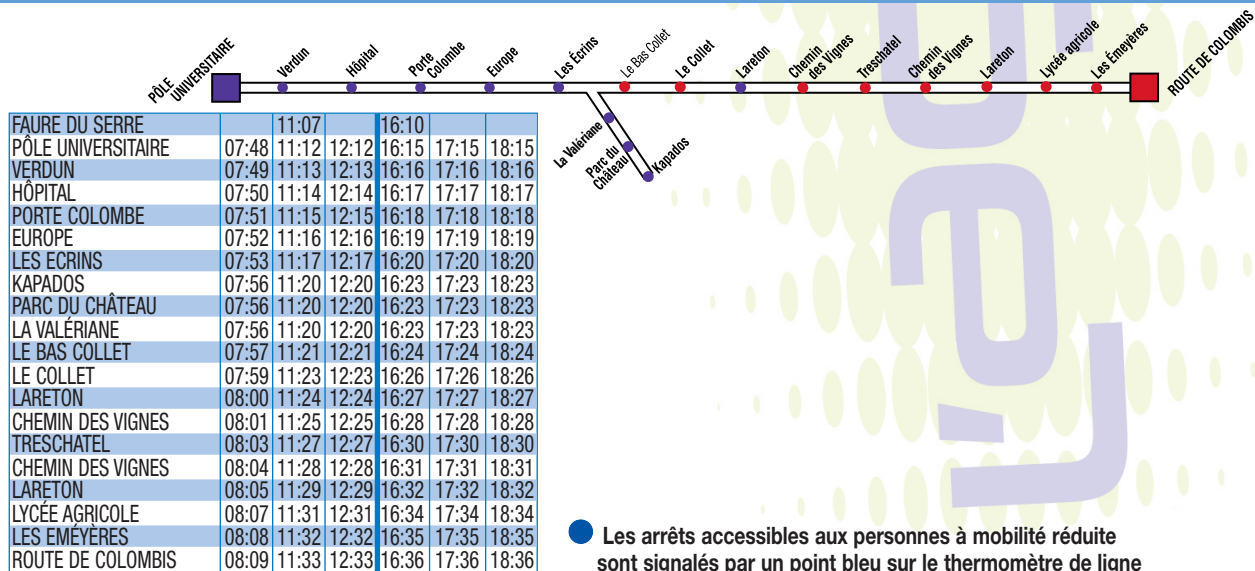 PÔLE
UNIVERSITAIRE
Verdun
Hôpital
Porte
Colombe
Europe
Les Écrins
Le Bas Collet
Le Collet
Lareton
Chemin
des Vignes
Treschatel
Chemin
des Vignes
Lareton
Lycée agricole
Les Émeyères
ROUTE DE COLOMBIS
La Valériane
Parc du
Château
Kapados
FAURE DU SERRE 11:07 16:10
PÔLE UNIVERSITAIRE 07:48 11:12 12:12 16:15 17:15 18:15
VERDUN 07:49 11:13 12:13 16:16 17:16 18:16
HÔPITAL 07:50 11:14 12:14 16:17 17:17 18:17
PORTE COLOMBE 07:51 11:15 12:15 16:18 17:18 18:18
EUROPE 07:52 11:16 12:16 16:19 17:19 18:19
LES ECRINS 07:53 11:17 12:17 16:20 17:20 18:20
KAPADOS 07:56 11:20 12:20 16:23 17:23 18:23
PARC DU CHÂTEAU 07:56 11:20 12:20 16:23 17:23 18:23
LA VALÉRIANE 07:56 11:20 12:20 16:23 17:23 18:23
LE BAS COLLET 07:57 11:21 12:21 16:24 17:24 18:24
LE COLLET 07:59 11:23 12:23 16:26 17:26 18:26
LARETON 08:00 11:24 12:24 16:27 17:27 18:27
CHEMIN DES VIGNES 08:01 11:25 12:25 16:28 17:28 18:28
TRESCHATEL 08:03 11:27 12:27 16:30 17:30 18:30
CHEMIN DES VIGNES 08:04 11:28 12:28 16:31 17:31 18:31
LARETON 08:05 11:29 12:29 16:32 17:32 18:32
LYCÉE AGRICOLE 08:07 11:31 12:31 16:34 17:34 18:34
LES EMÉYÈRES 08:08 11:32 12:32 16:35 17:35 18:35
ROUTE DE COLOMBIS 08:09 11:33 12:33 16:36 17:36 18:36
Les arrêts accessibles aux personnes à mobilité réduite
sont signalés par un point bleu sur le thermomètre de ligne